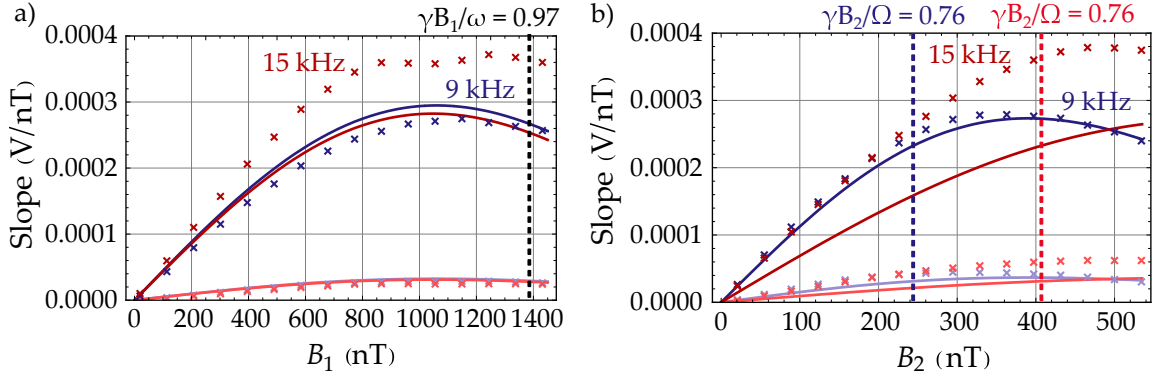 a)
γB1/ω = 0.97
0.0004
0.0003
0.0002
0.0001
0.0000
Slope (V/nT)
15 kHz
9 kHz
0 200 400 600 800 1000 1200 1400
B1 (nT)
b)
γB2/Ω = 0.76 γB2/Ω = 0.76
0.0004
0.0003
0.0002
0.0001
0.0000
Slope (V/nT)
15 kHz
9 kHz
0 100 200 300 400 500
B2 (nT)